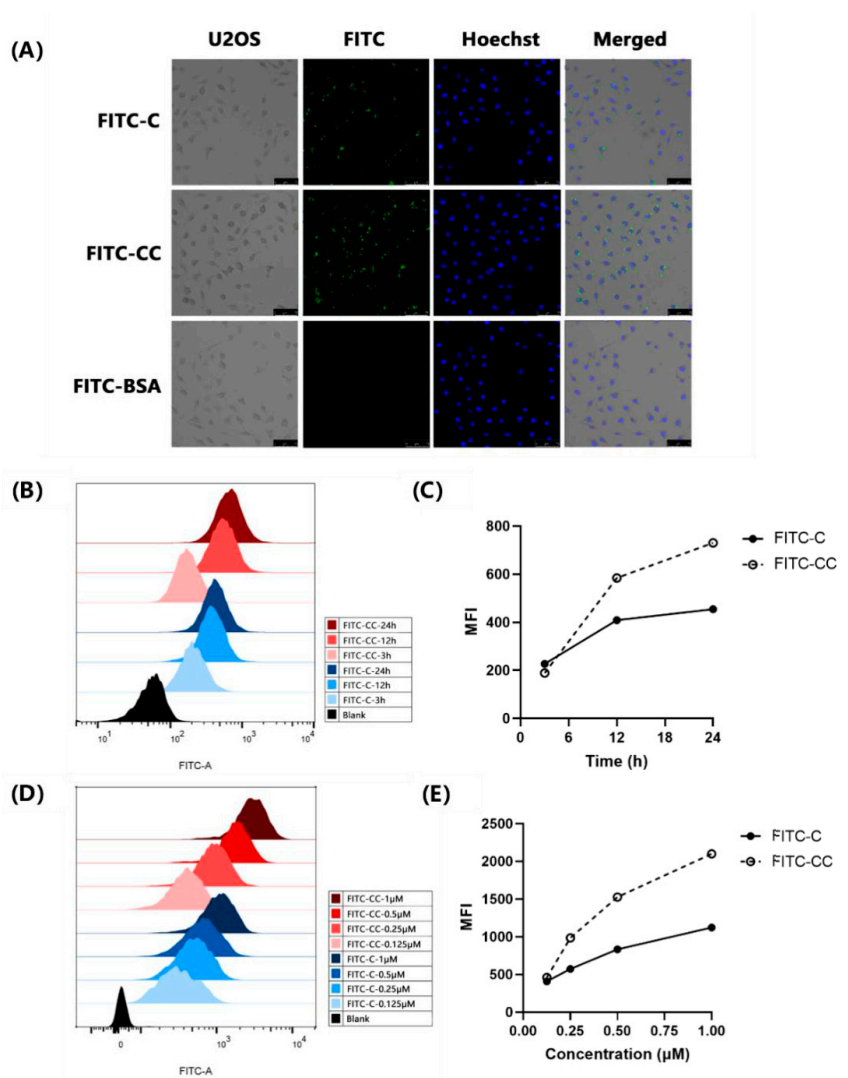 (A)
U2OS FITC Hoechst Merged
FITC-C
FITC-CC
FITC-BSA
(B)
FITC-CC-24h
FITC-CC-12h
FITC-CC-3h
FITC-C-24h
FITC-C-12h
FITC-C-3h
Blank
10¹ 10² 10³ 10⁴
FITC-A
(C)
800
600
400
200
0
MFI
0 6 12 18 24
Time (h)
FITC-C
FITC-CC
(D)
FITC-CC-1μM
FITC-CC-0.5μM
FITC-CC-0.25μM
FITC-CC-0.125μM
FITC-C-1μM
FITC-C-0.5μM
FITC-C-0.25μM
FITC-C-0.125μM
Blank
0 10³ 10⁴
FITC-A
(E)
2500
2000
1500
1000
500
0
MFI
0.00 0.25 0.50 0.75 1.00
Concentration (μM)
FITC-C
FITC-CC